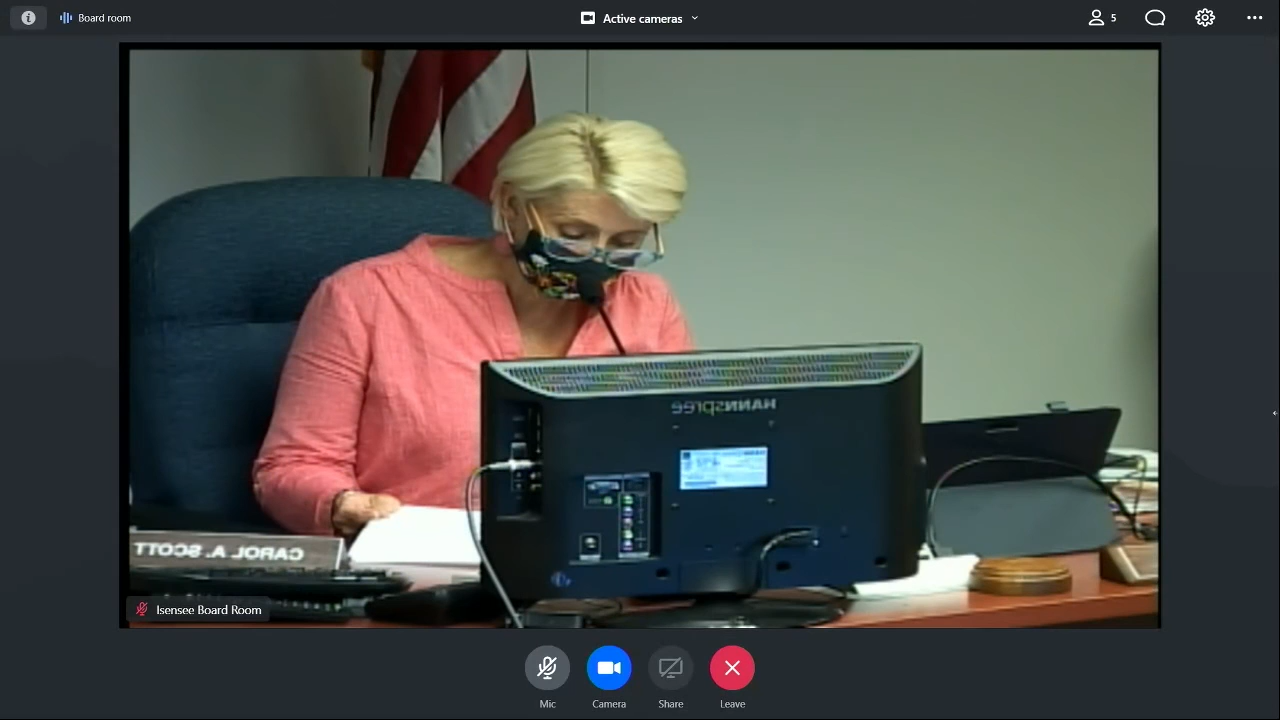 Board room
Active cameras
5
HANNspree
CAROL A. SCOTT
Isensee Board Room
Mic
Camera
Share
Leave